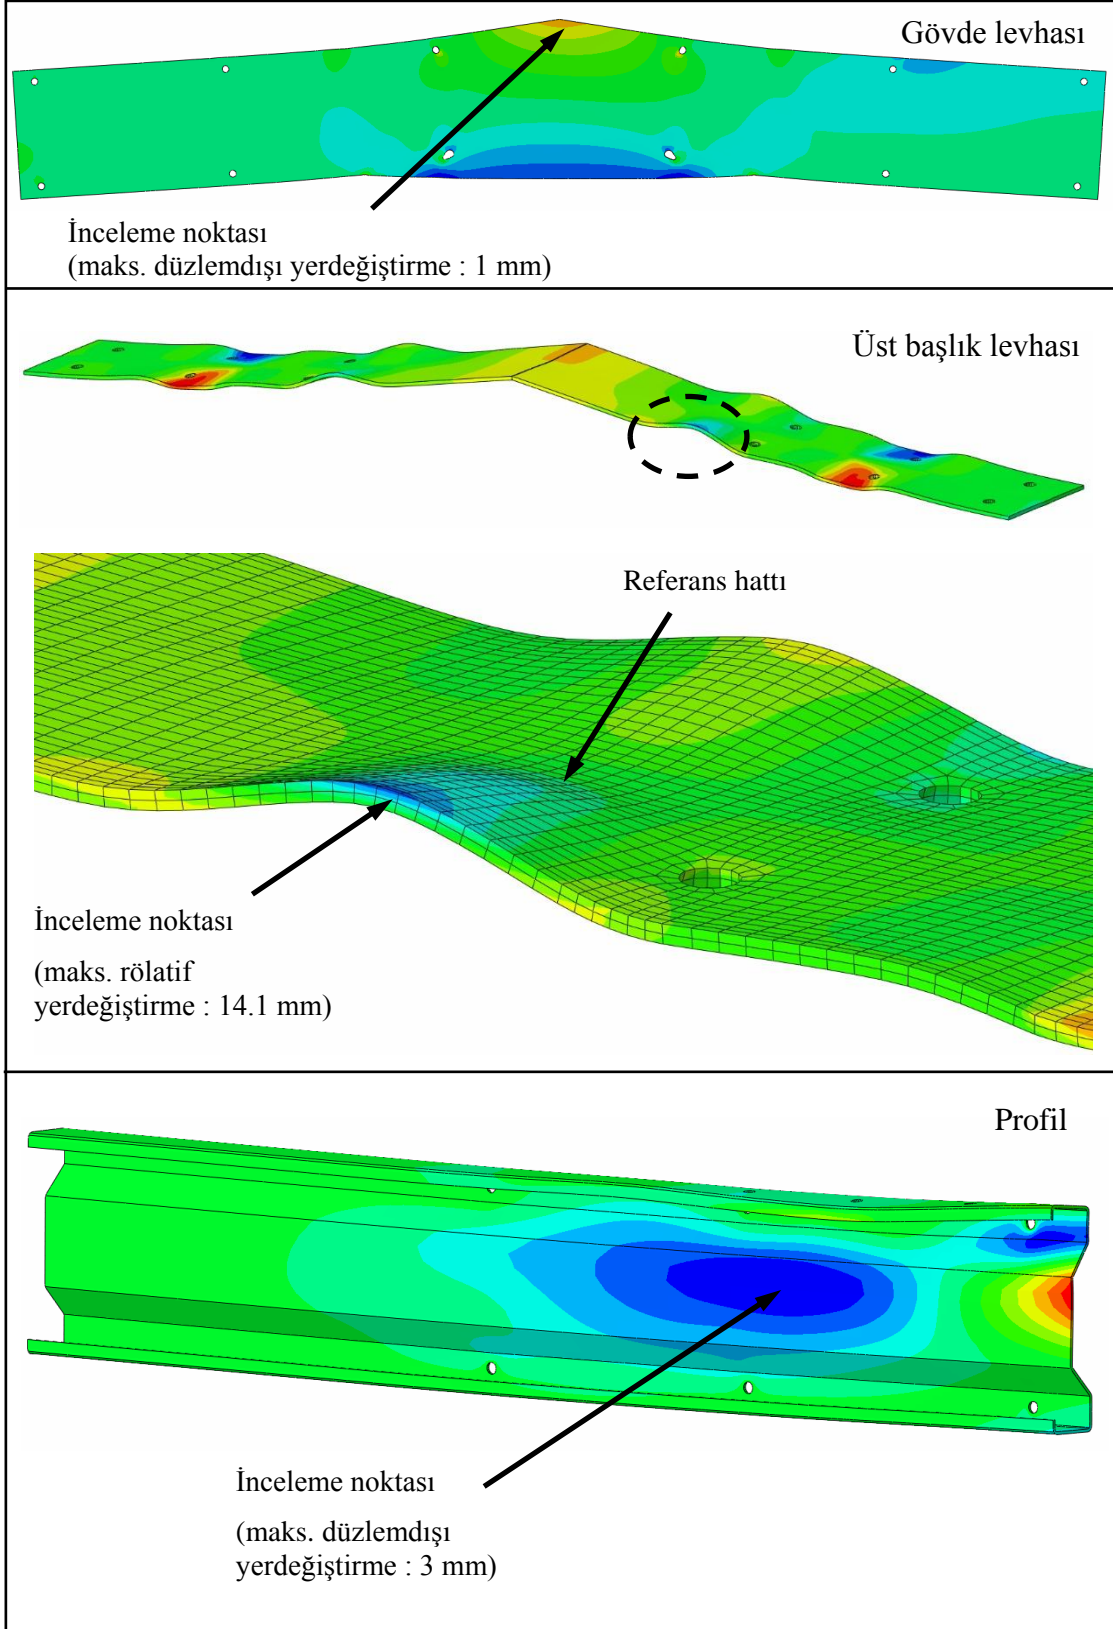 Gövde levhası
İnceleme noktası
(maks. düzlemdışı yerdeğiştirme : 1 mm)
Üst başlık levhası
Referans hattı
İnceleme noktası
(maks. rölatif
yerdeğiştirme : 14.1 mm)
Profil
İnceleme noktası
(maks. düzlemdışı
yerdeğiştirme : 3 mm)